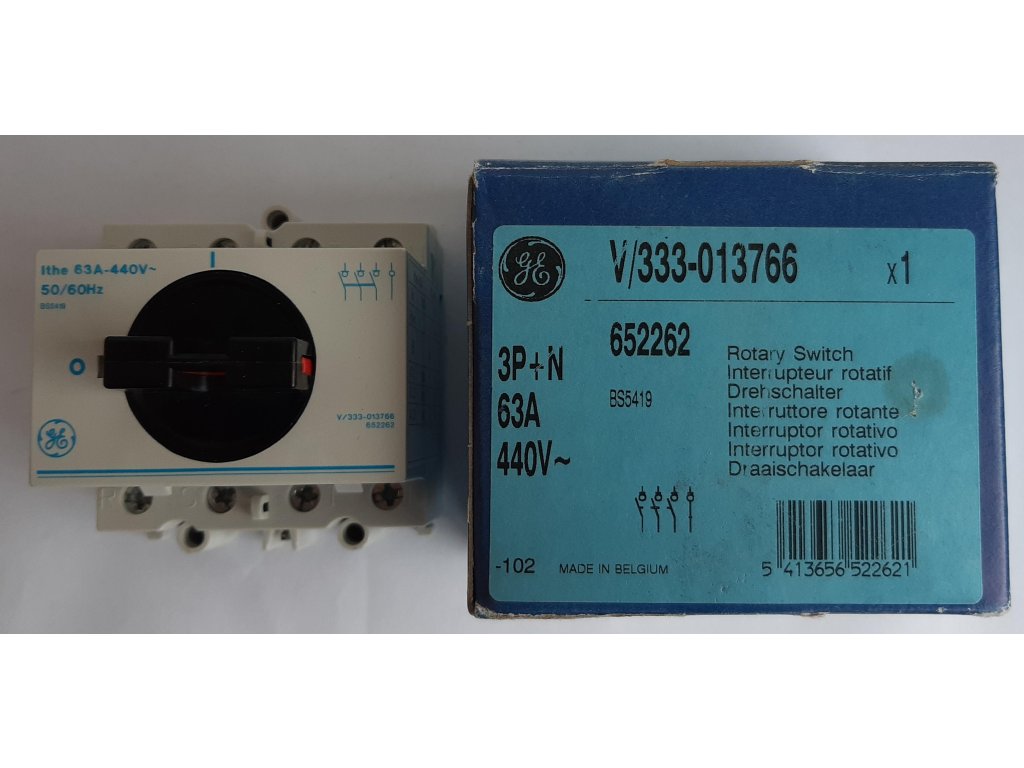 Ithe 63A-440V~
50/60Hz
BS5419
I
O
V/333-013766
652262
GE
GE
V/333-013766
x1
652262
3P+N
63A
440V~
BS5419
Rotary Switch
Interrupteur rotatif
Drehschalter
Interruttore rotante
Interruptor rotativo
Interruptor rotativo
Draaischakelaar
-102
MADE IN BELGIUM
5 413656 522621